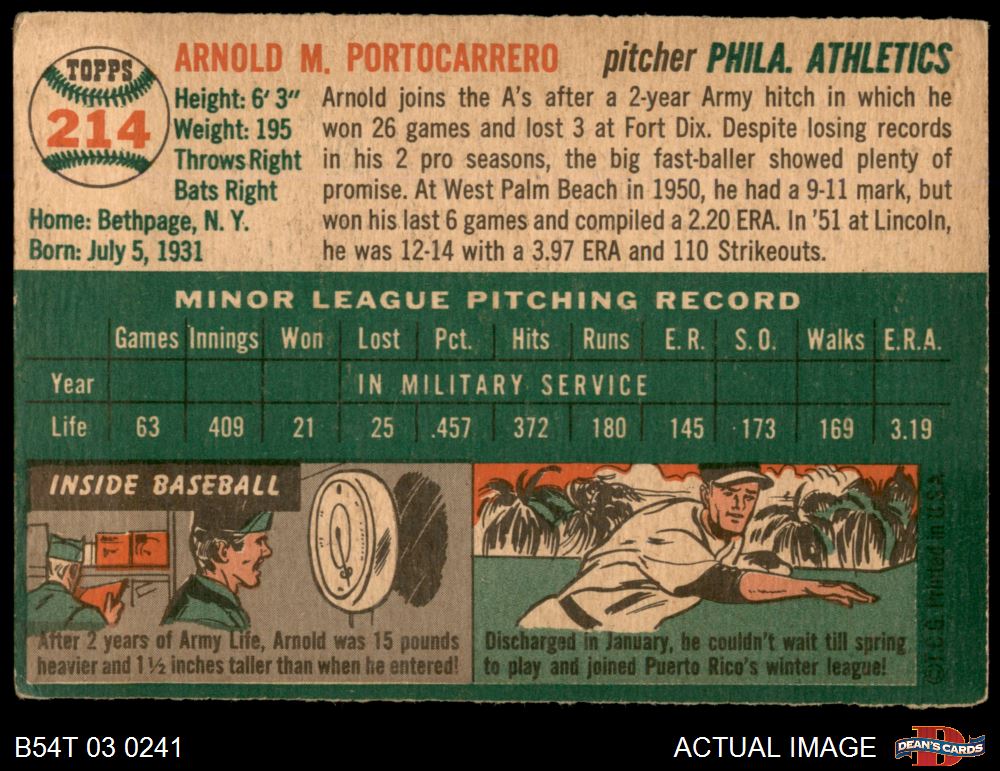 TOPPS
214
ARNOLD M. PORTOCARRERO pitcher PHILA. ATHLETICS
Height: 6' 3"
Weight: 195
Throws Right
Bats Right
Home: Bethpage, N. Y.
Born: July 5, 1931
Arnold joins the A's after a 2-year Army hitch in which he
won 26 games and lost 3 at Fort Dix. Despite losing records
in his 2 pro seasons, the big fast-baller showed plenty of
promise. At West Palm Beach in 1950, he had a 9-11 mark, but
won his last 6 games and compiled a 2.20 ERA. In '51 at Lincoln,
he was 12-14 with a 3.97 ERA and 110 Strikeouts.
MINOR LEAGUE PITCHING RECORD
Games Innings Won Lost Pct. Hits Runs E. R. S. O. Walks E.R.A.
Year IN MILITARY SERVICE
Life 63 409 21 25 .457 372 180 145 173 169 3.19
INSIDE BASEBALL
After 2 years of Army Life, Arnold was 15 pounds
heavier and 1 1/2 inches taller than when he entered!
Discharged in January, he couldn't wait till spring
to play and joined Puerto Rico's winter league!
©T.C.G. Printed in U.S.A.
B54T 03 0241
ACTUAL IMAGE
DEAN'S CARDS